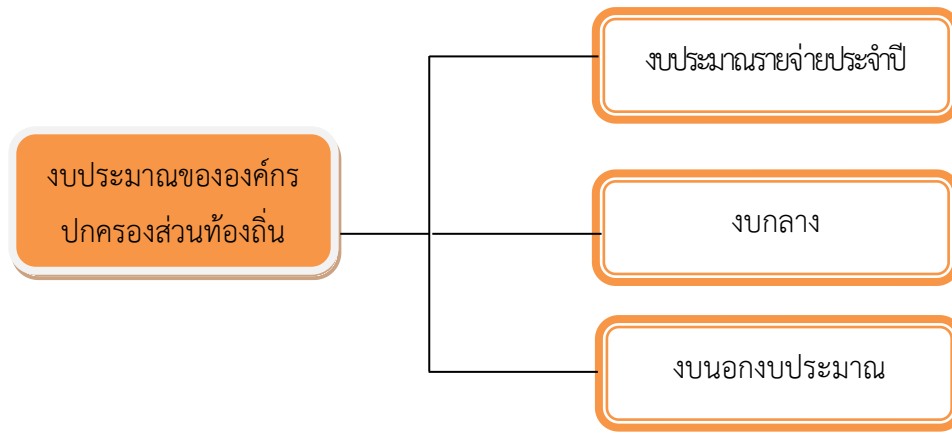 งบประมาณขององค์กร
ปกครองส่วนท้องถิ่น
งบประมาณรายจ่ายประจำปี
งบกลาง
งบนอกงบประมาณ